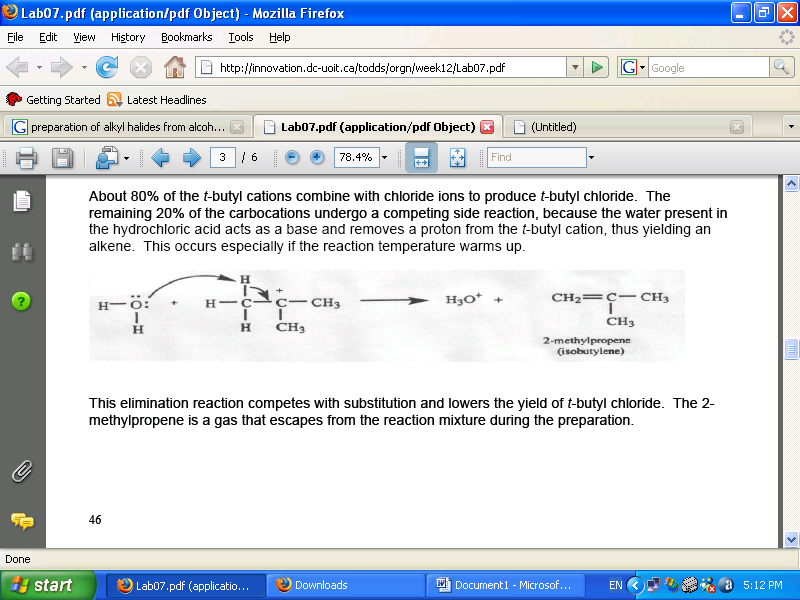 Lab07.pdf (application/pdf Object) - Mozilla Firefox
File Edit View History Bookmarks Tools Help
http://innovation.dc-uoit.ca/todds/orgn/week12/Lab07.pdf
G Google
Getting Started Latest Headlines
G preparation of alkyl halides from alcoh... Lab07.pdf (application/pdf Object) (Untitled)
3 / 6 78.4% Find
About 80% of the t-butyl cations combine with chloride ions to produce t-butyl chloride. The
remaining 20% of the carbocations undergo a competing side reaction, because the water present in
the hydrochloric acid acts as a base and removes a proton from the t-butyl cation, thus yielding an
alkene. This occurs especially if the reaction temperature warms up.
H +
H—Ö: + H—C—C—CH₃ H₃O⁺ + CH₂=C—CH₃
H H CH₃ CH₃
2-methylpropene
(isobutylene)
This elimination reaction competes with substitution and lowers the yield of t-butyl chloride. The 2-
methylpropene is a gas that escapes from the reaction mixture during the preparation.
46
Done
start Lab07.pdf (applicatio... Downloads Document1 - Microsof... EN 5:12 PM